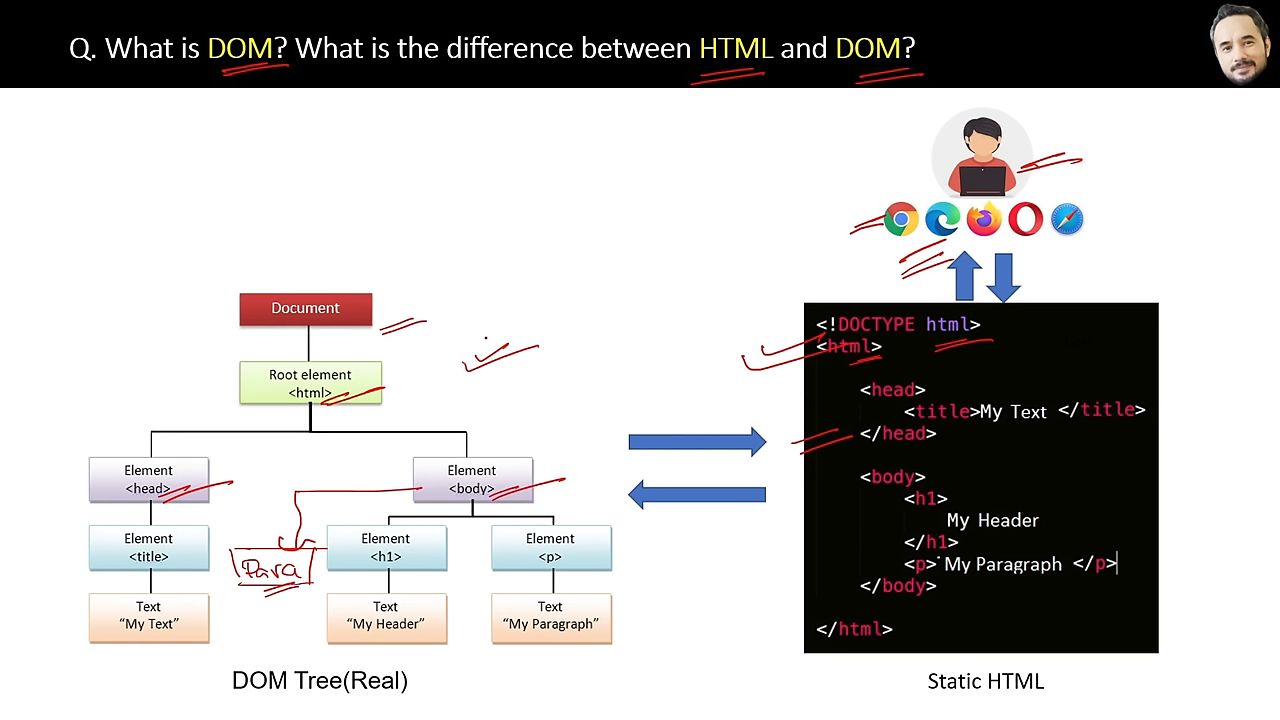 Q. What is DOM? What is the difference between HTML and DOM?
Document
Root element
<html>
Element
<head>
Element
<body>
Element
<title>
Para
Element
<h1>
Element
<p>
Text
“My Text”
Text
“My Header”
Text
“My Paragraph”
DOM Tree(Real)
<!DOCTYPE html>
<html>
<head>
<title>My Text </title>
</head>
<body>
<h1>
My Header
</h1>
<p> My Paragraph </p>
</body>
</html>
Static HTML